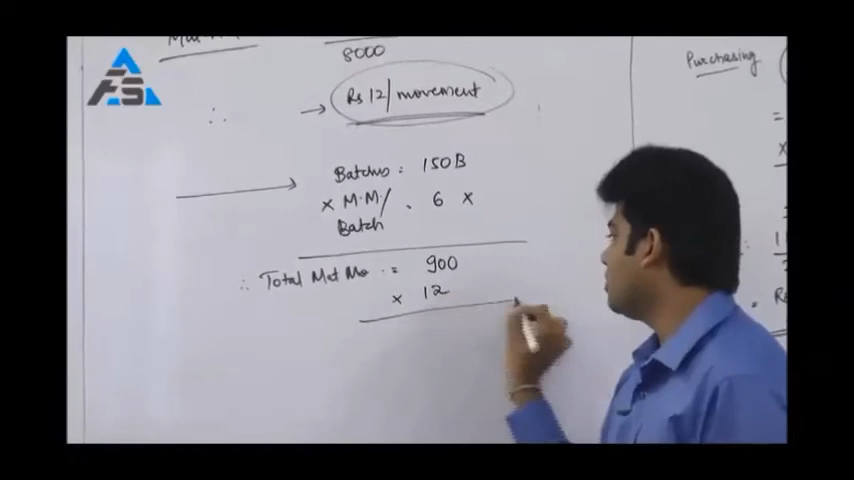 8000
Rs 12/movement
Purchasing
Batches : 150B
x M.M./ . 6 x
Batch
∴ Total Mat Mo = 900
x 12